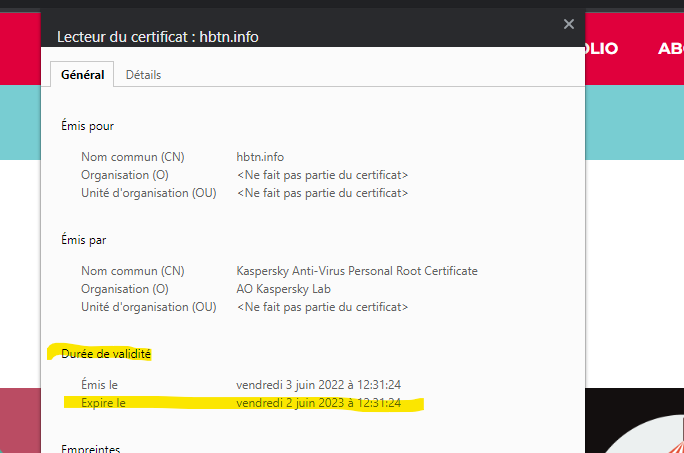 Lecteur du certificat : hbtn.info
Général Détails
Émis pour
Nom commun (CN) hbtn.info
Organisation (O) <Ne fait pas partie du certificat>
Unité d'organisation (OU) <Ne fait pas partie du certificat>
Émis par
Nom commun (CN) Kaspersky Anti-Virus Personal Root Certificate
Organisation (O) AO Kaspersky Lab
Unité d'organisation (OU) <Ne fait pas partie du certificat>
Durée de validité
Émis le vendredi 3 juin 2022 à 12:31:24
Expire le vendredi 2 juin 2023 à 12:31:24
Empreintes